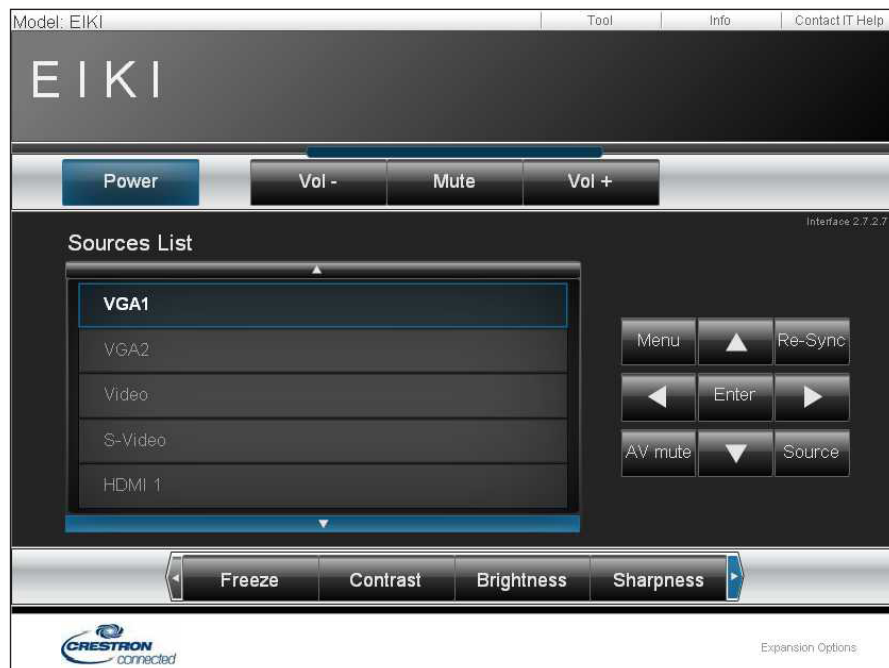 Model: EIKI Tool Info Contact IT Help
EIKI
Power Vol - Mute Vol +
Interface 2.7.2.7
Sources List
VGA1
VGA2
Video
S-Video
HDMI 1
Menu Re-Sync
Enter
AV mute Source
Freeze Contrast Brightness Sharpness
CRESTRON
connected
Expansion Options